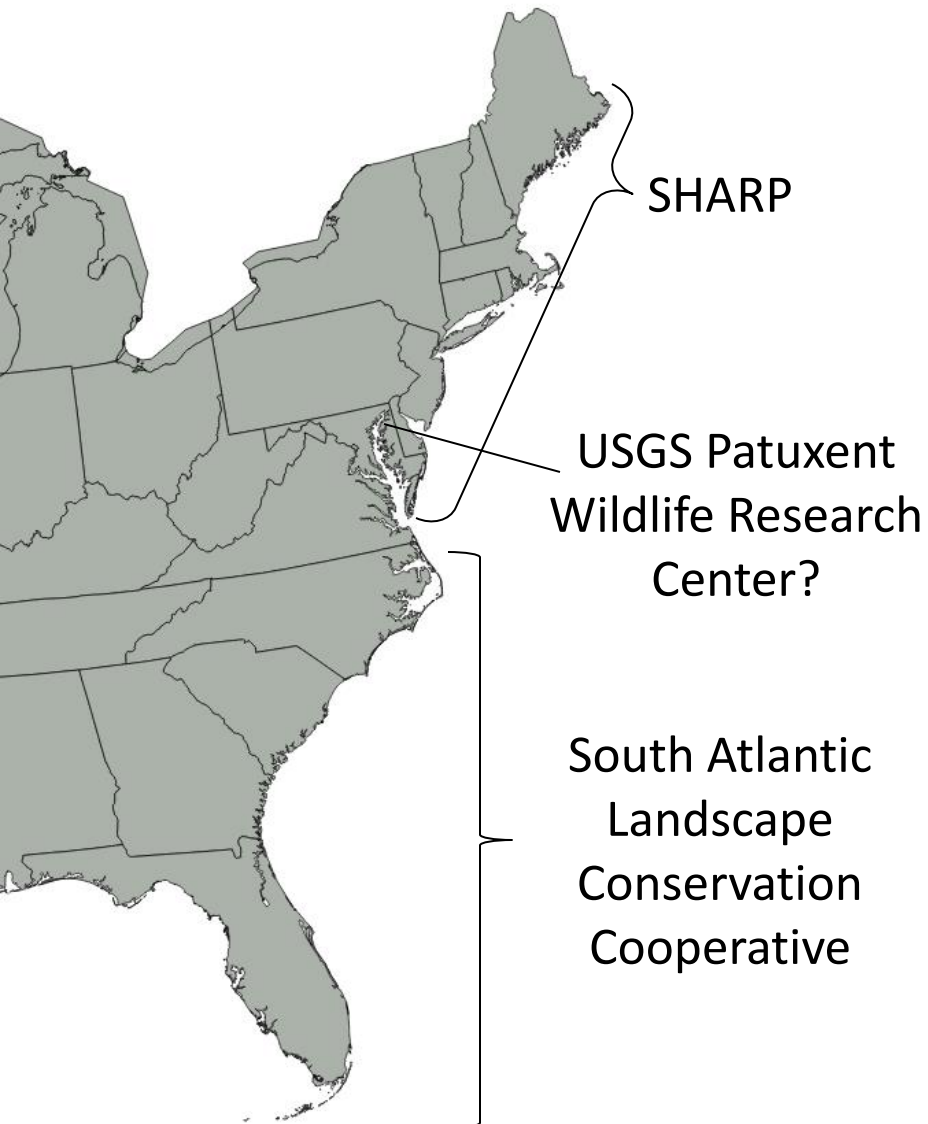 SHARP
USGS Patuxent
Wildlife Research
Center?
South Atlantic
Landscape
Conservation
Cooperative